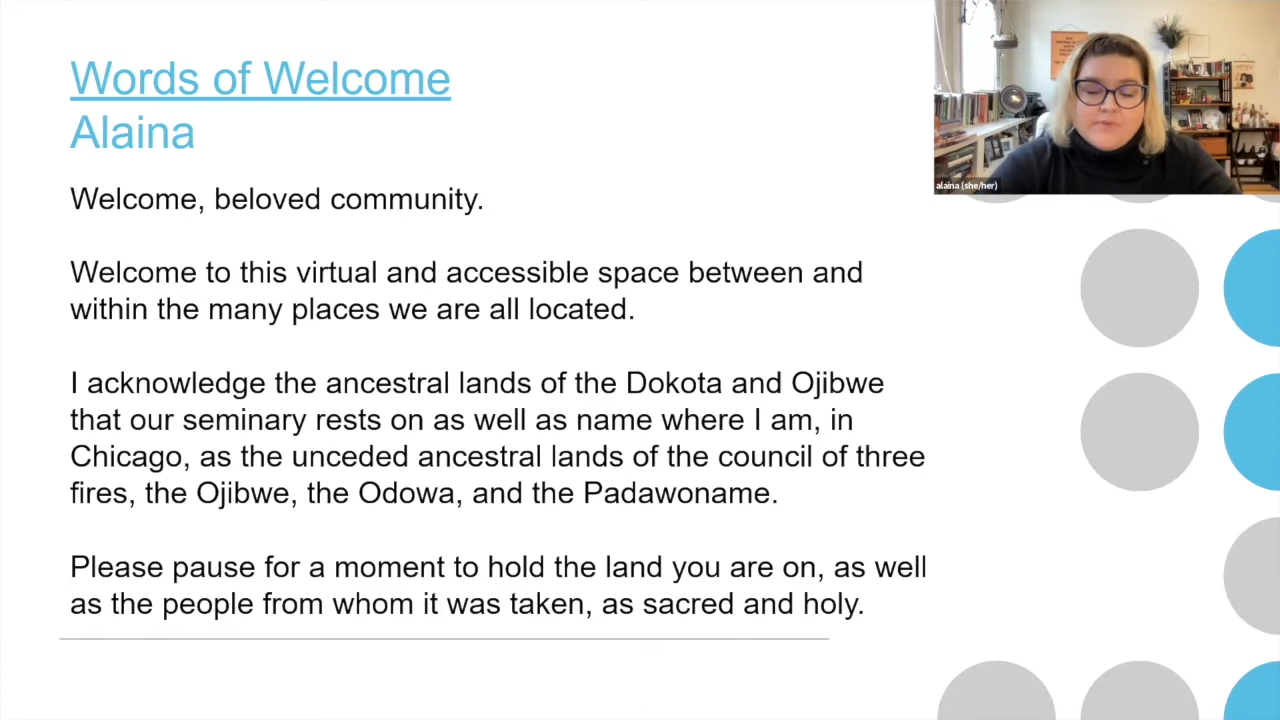 Words of Welcome
Alaina
Welcome, beloved community.
Welcome to this virtual and accessible space between and
within the many places we are all located.
I acknowledge the ancestral lands of the Dokota and Ojibwe
that our seminary rests on as well as name where I am, in
Chicago, as the unceded ancestral lands of the council of three
fires, the Ojibwe, the Odowa, and the Padawoname.
Please pause for a moment to hold the land you are on, as well
as the people from whom it was taken, as sacred and holy.
alaina (she/her)